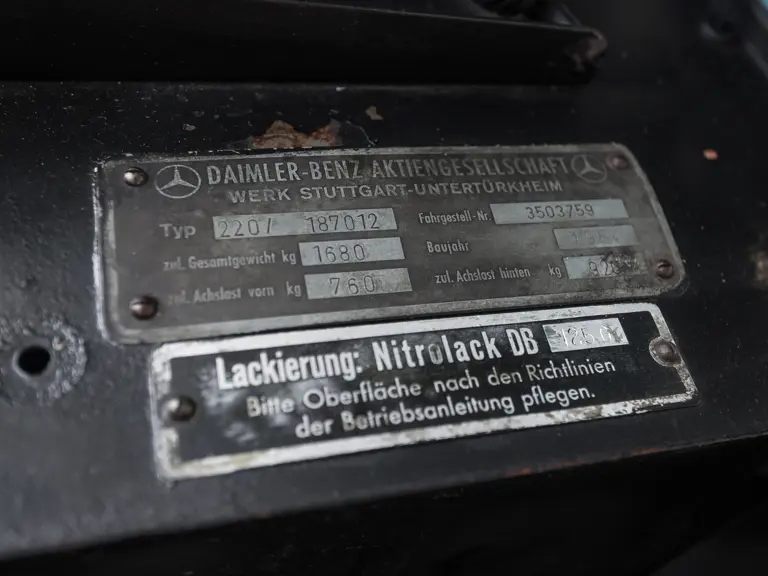 DAIMLER-BENZ AKTIENGESELLSCHAFT
WERK STUTTGART-UNTERTÜRKHEIM
Typ 220/ 187012 Fahrgestell-Nr. 3503759
zul. Gesamtgewicht kg 1680 Baujahr
zul. Achslast vorn kg 760 zul. Achslast hinten kg
Lackierung: Nitrolack DB
Bitte Oberfläche nach den Richtlinien
der Betriebsanleitung pflegen.